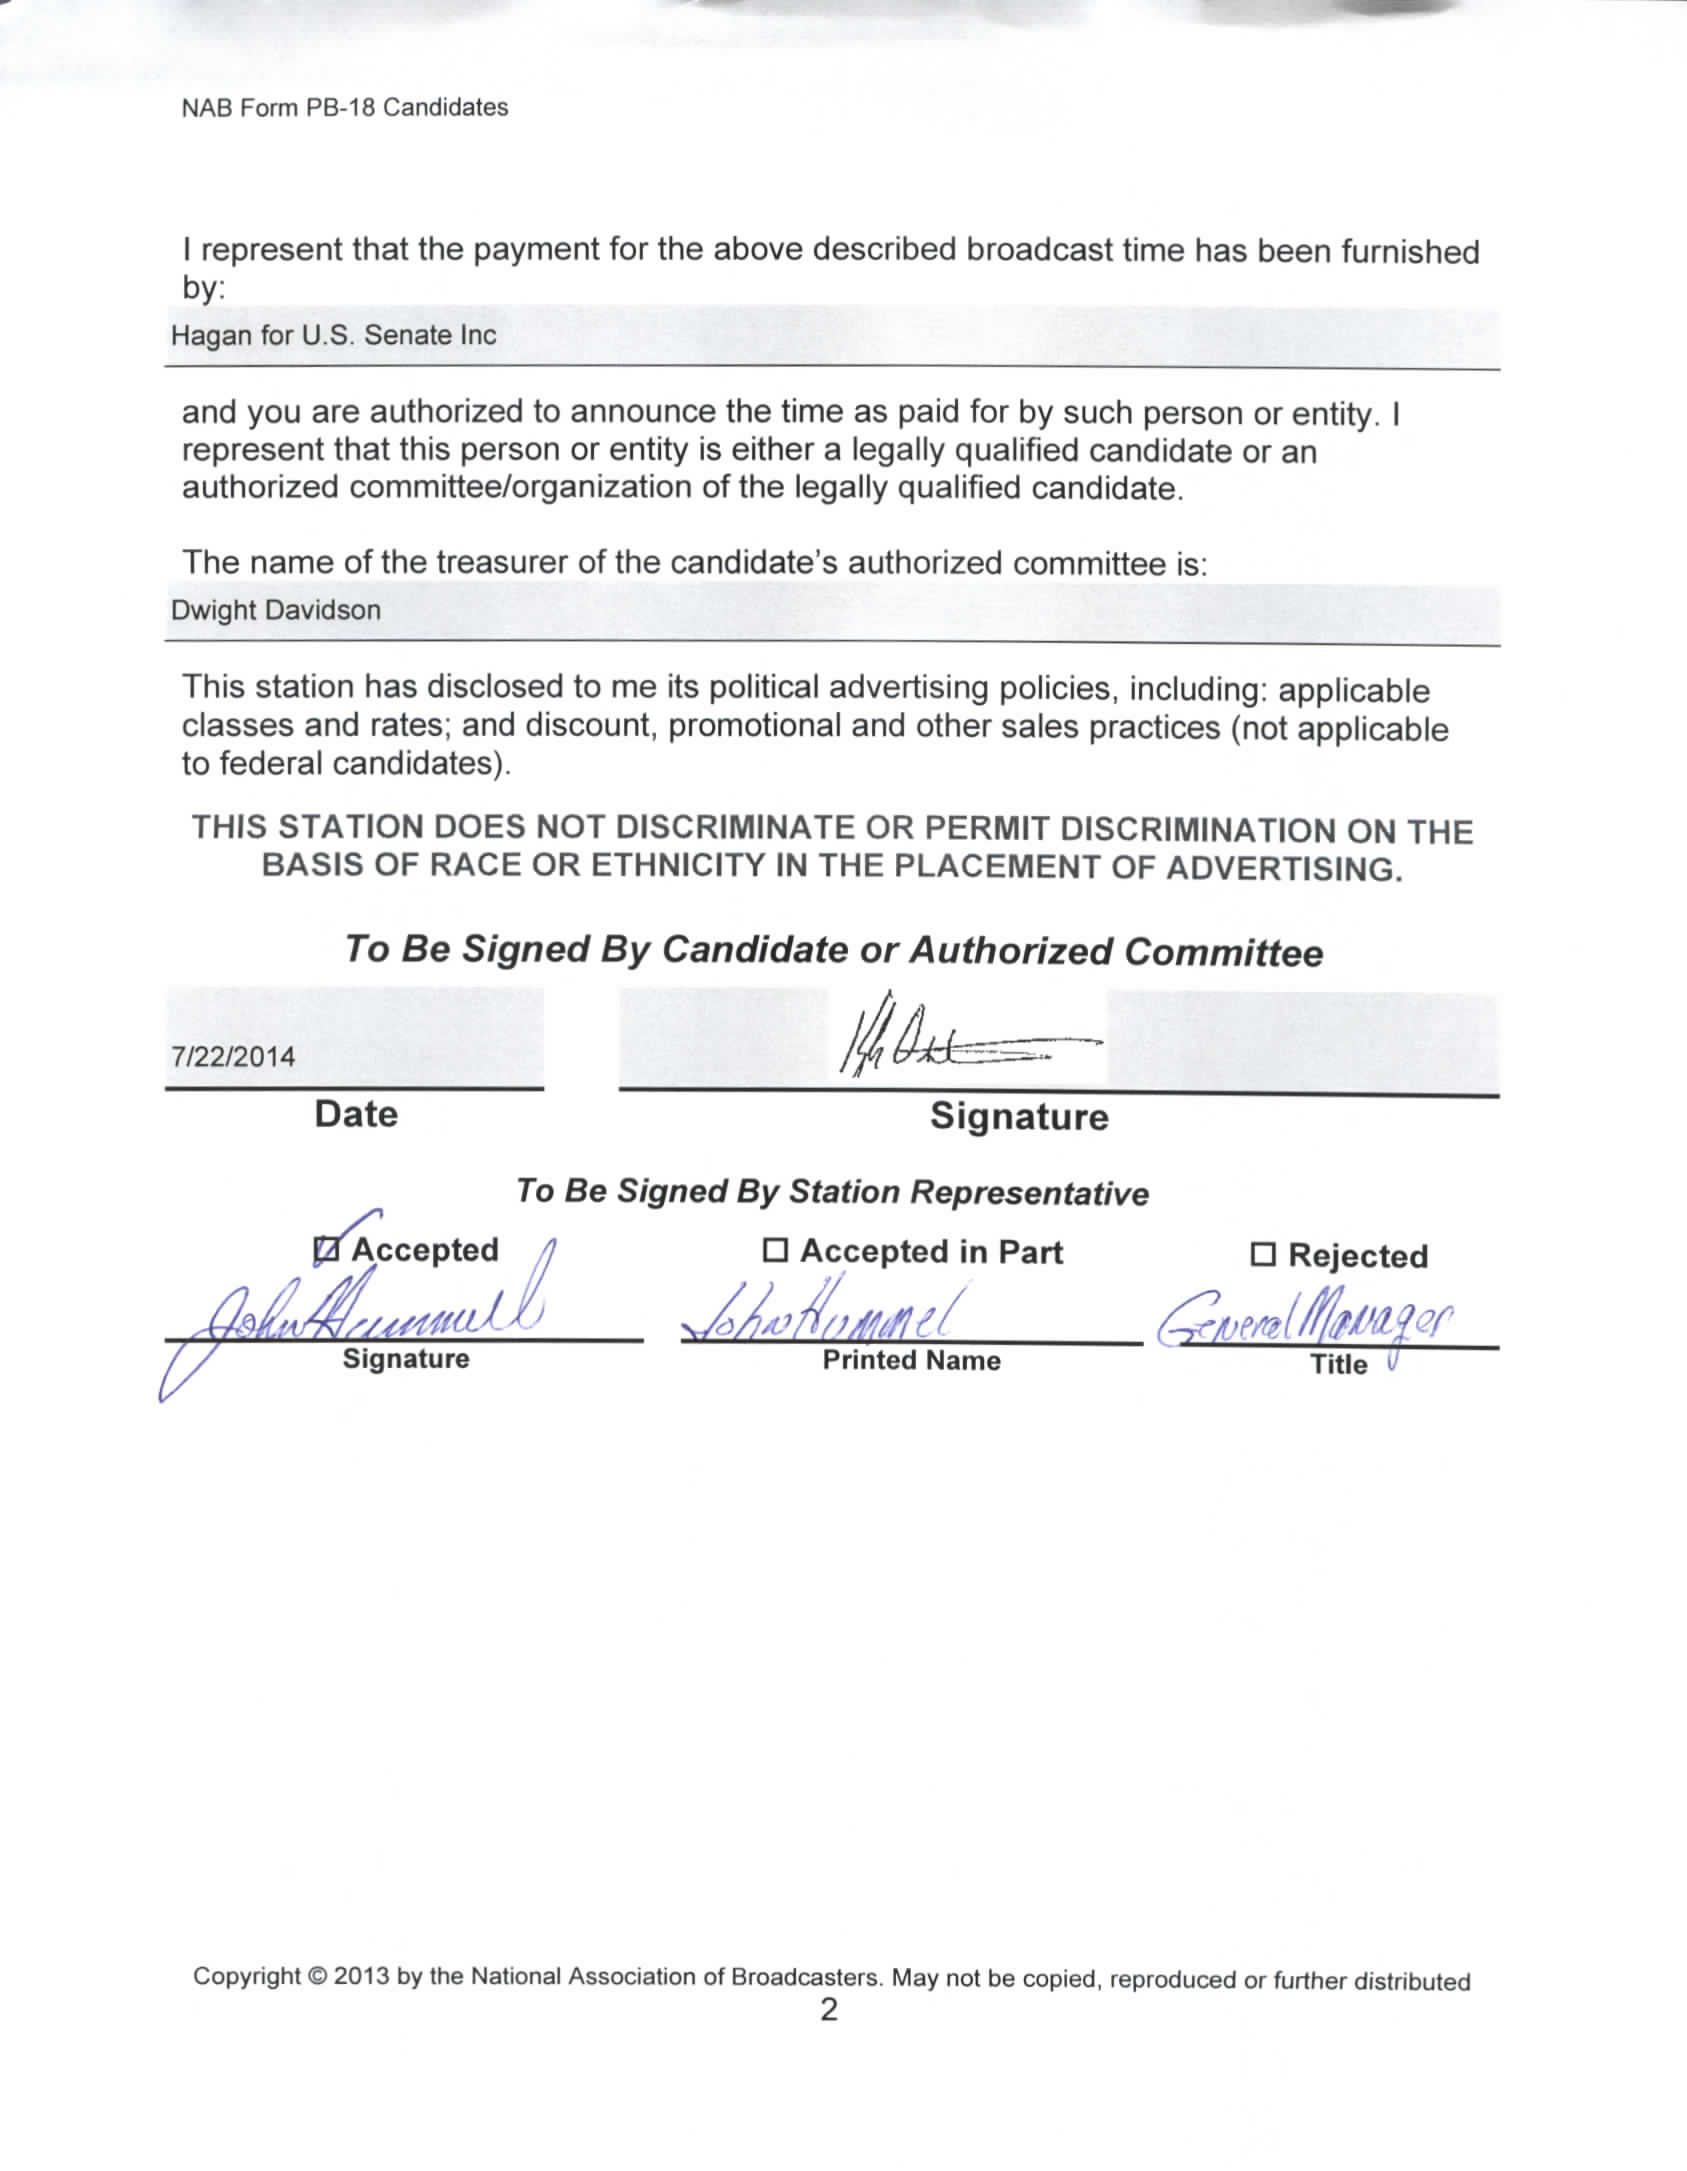 NAB Form PB-18 Candidates
I represent that the payment for the above described broadcast time has been furnished
by:
Hagan for U.S. Senate Inc
and you are authorized to announce the time as paid for by such person or entity. I
represent that this person or entity is either a legally qualified candidate or an
authorized committee/organization of the legally qualified candidate.
The name of the treasurer of the candidate's authorized committee is:
Dwight Davidson
This station has disclosed to me its political advertising policies, including: applicable
classes and rates; and discount, promotional and other sales practices (not applicable
to federal candidates).
THIS STATION DOES NOT DISCRIMINATE OR PERMIT DISCRIMINATION ON THE
BASIS OF RACE OR ETHNICITY IN THE PLACEMENT OF ADVERTISING.
To Be Signed By Candidate or Authorized Committee
7/22/2014
Date Signature
To Be Signed By Station Representative
Accepted Accepted in Part Rejected
John Hummel John Hummel General Manager
Signature Printed Name Title
Copyright © 2013 by the National Association of Broadcasters. May not be copied, reproduced or further distributed
2